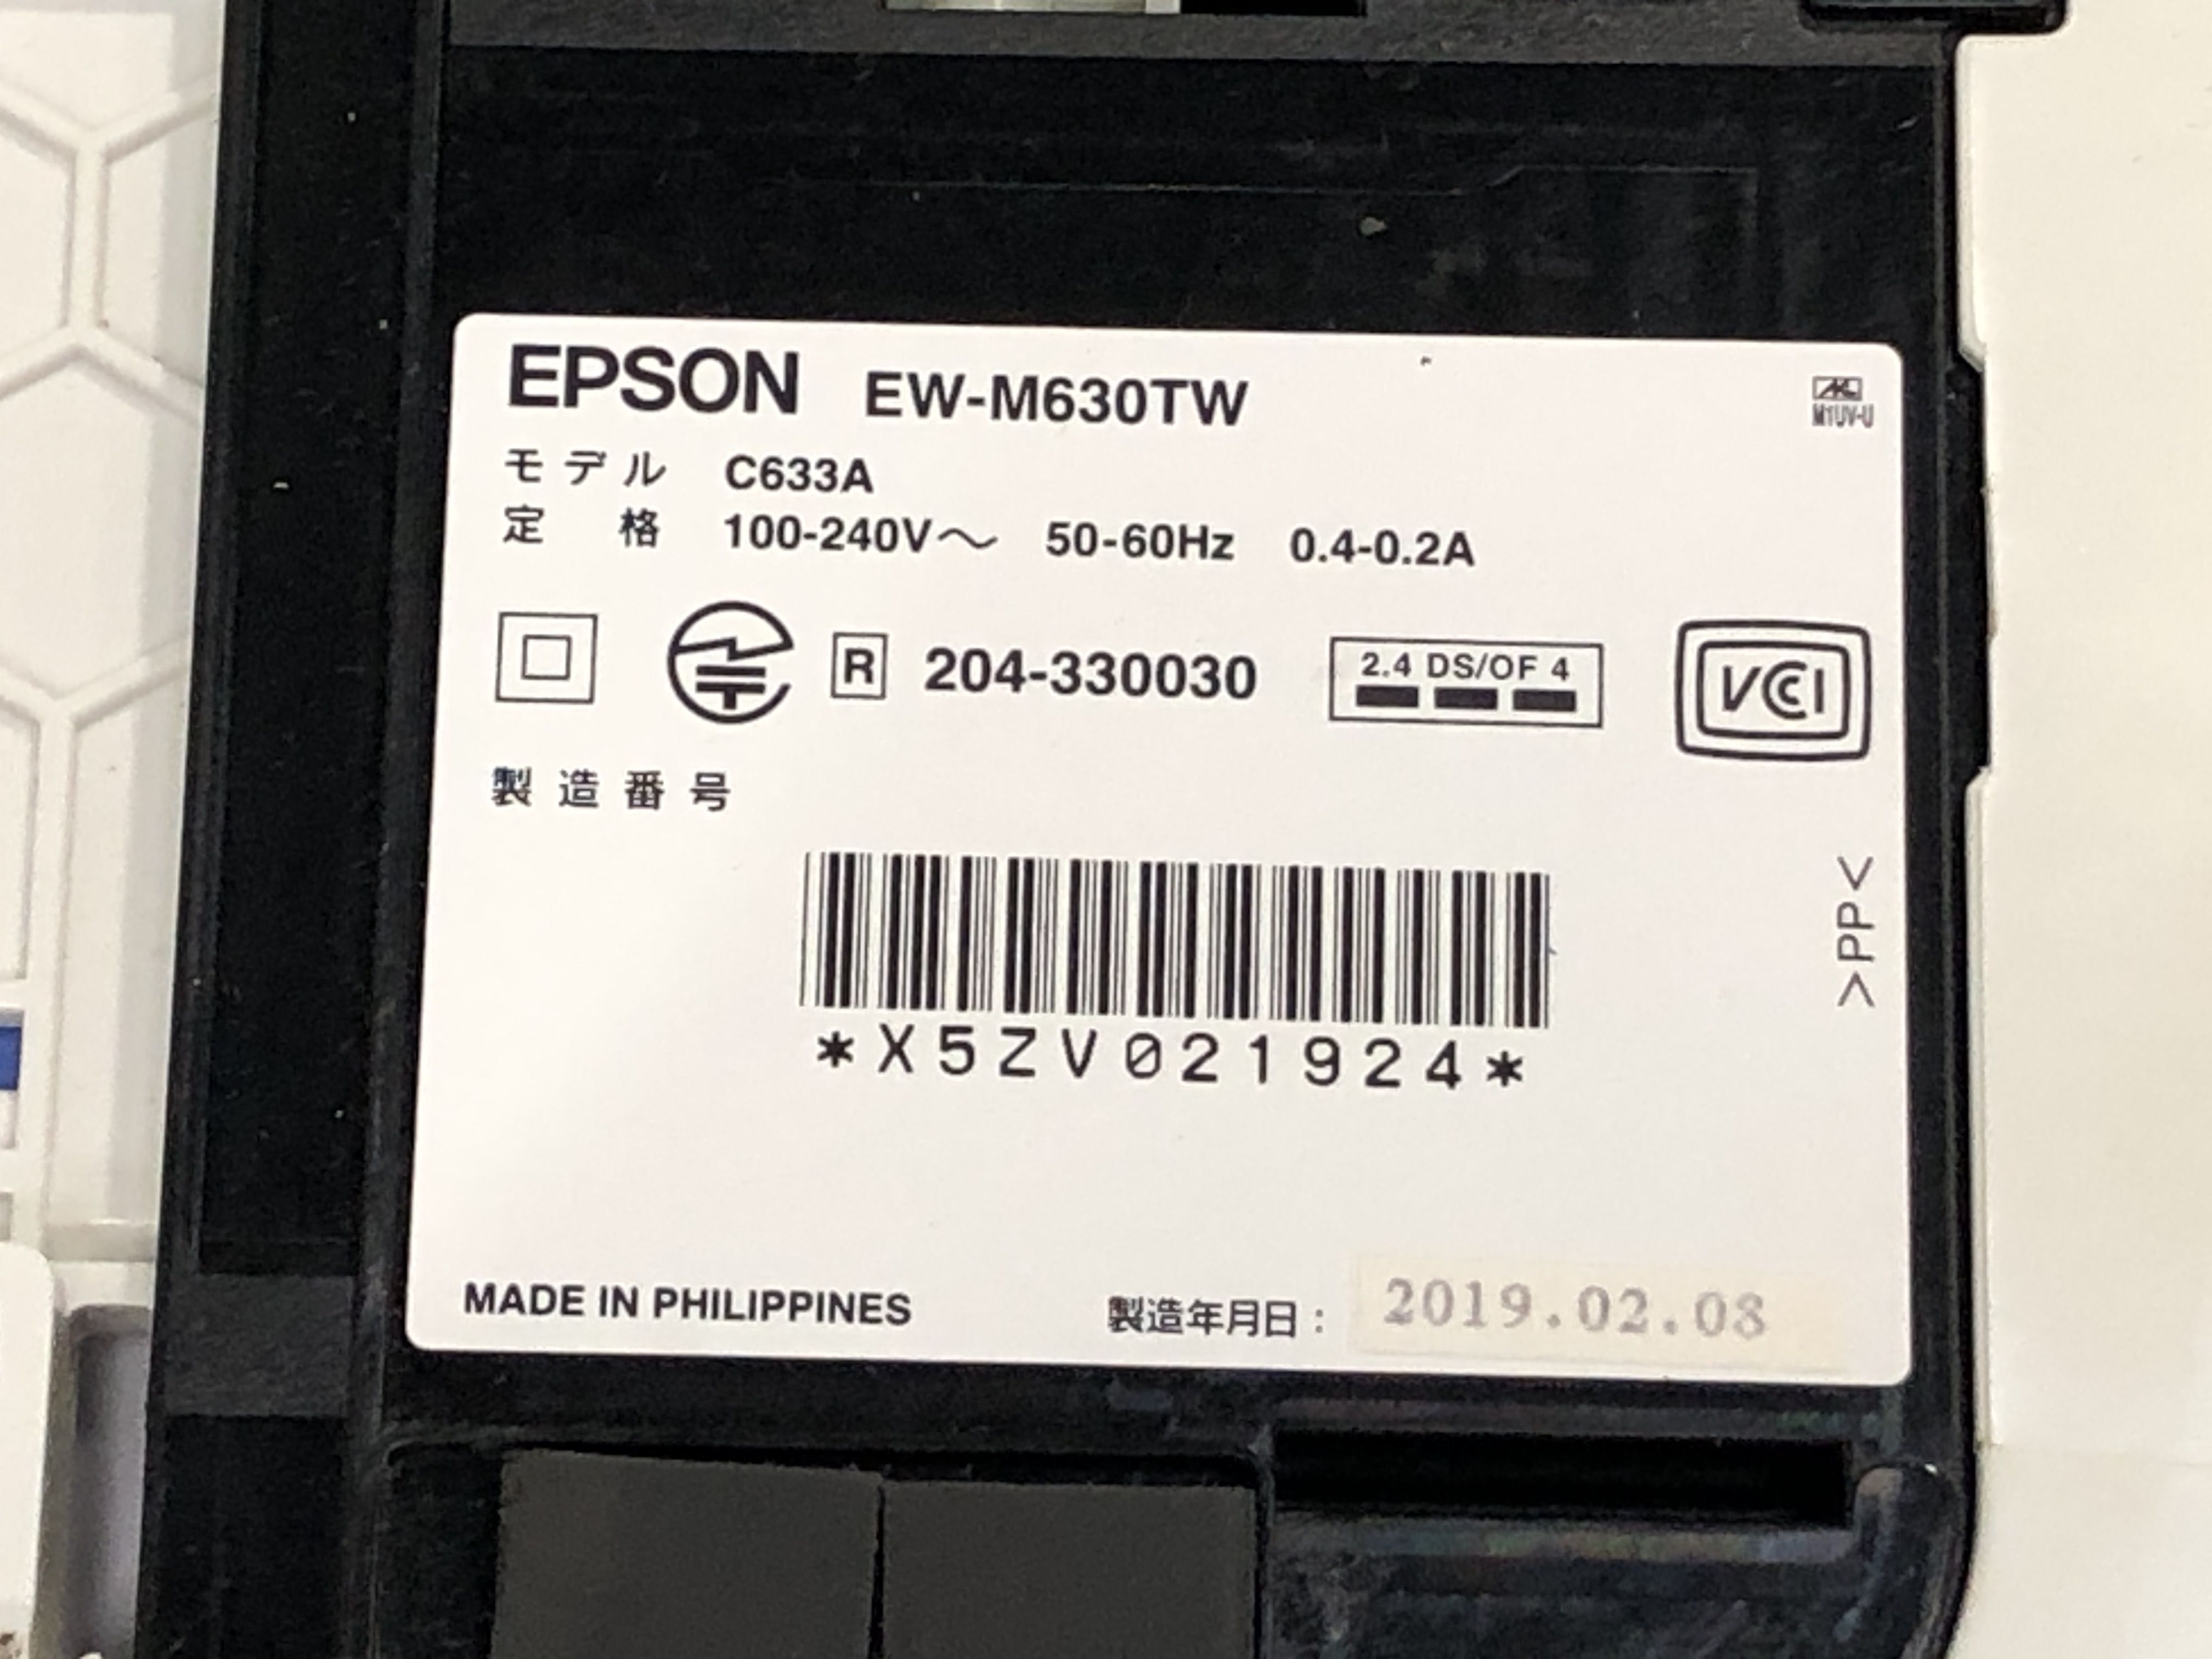 EPSON EW-M630TW
M1UV-U
モデル C633A
定 格 100-240V～ 50-60Hz 0.4-0.2A
R 204-330030
2.4 DS/OF 4
VCCI
製造番号
*X5ZV021924*
>PP<
MADE IN PHILIPPINES 製造年月日： 2019.02.08